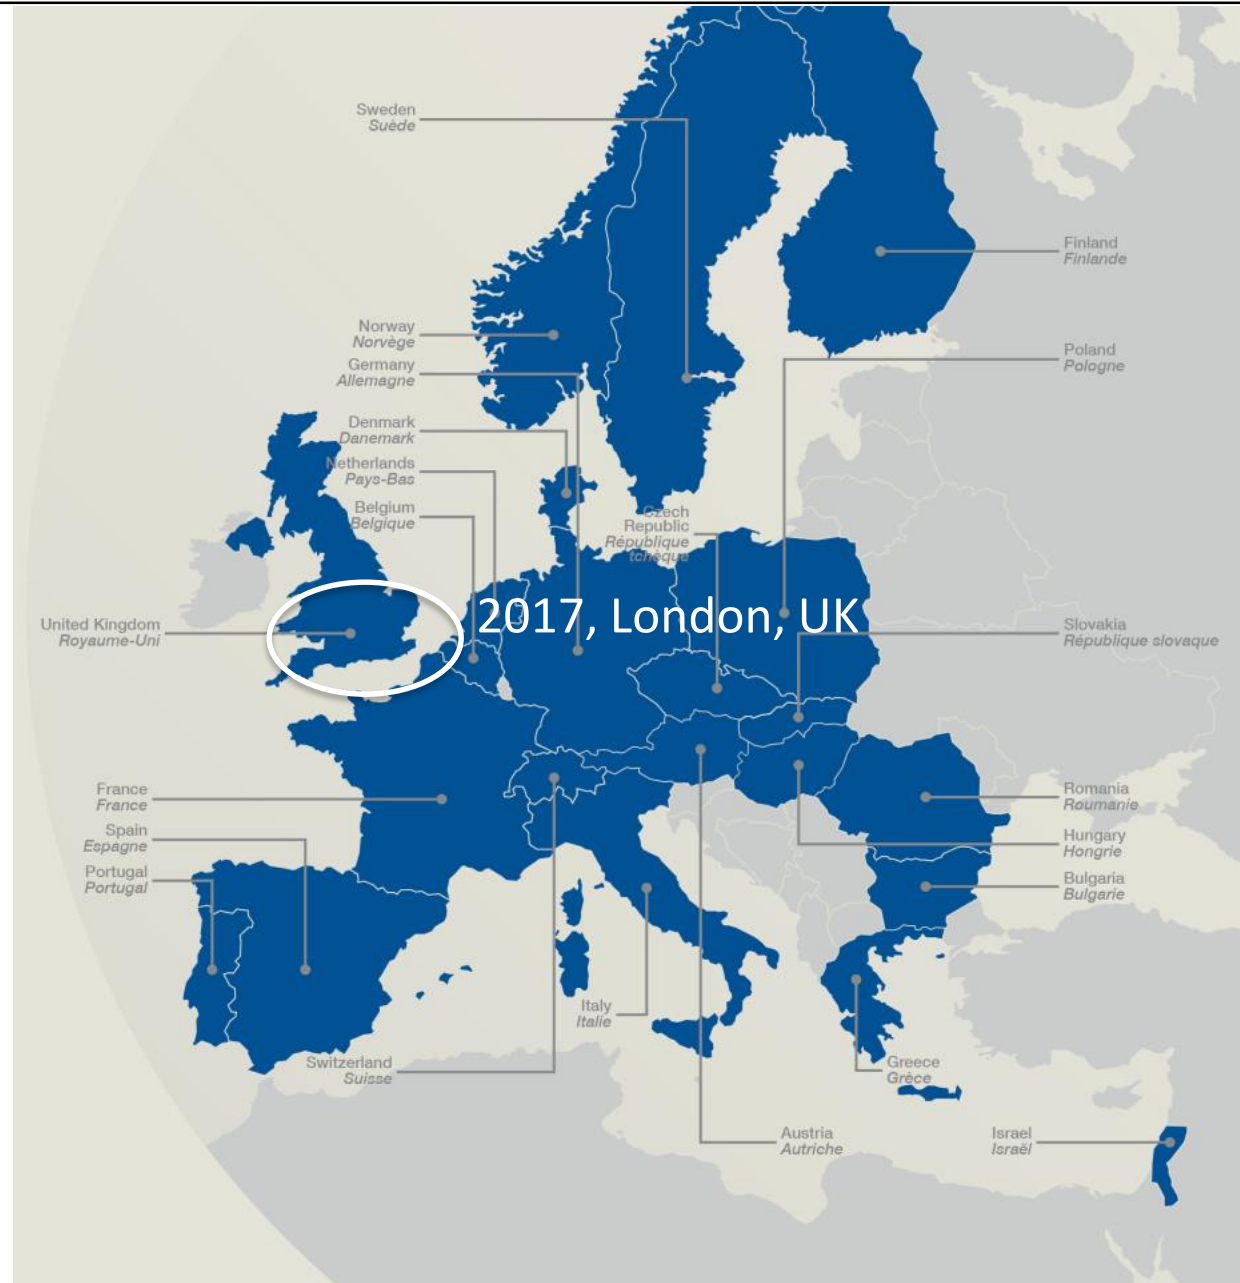 Sweden
Suède
Finland
Finlande
Norway
Norvège
Germany
Allemagne
Poland
Pologne
Denmark
Danemark
Netherlands
Pays-Bas
Belgium
Belgique
Czech
Republic
République
tchèque
2017, London, UK
United Kingdom
Royaume-Uni
Slovakia
République slovaque
France
France
Spain
Espagne
Portugal
Portugal
Romania
Roumanie
Hungary
Hongrie
Bulgaria
Bulgarie
Italy
Italie
Switzerland
Suisse
Greece
Grèce
Austria
Autriche
Israel
Israël